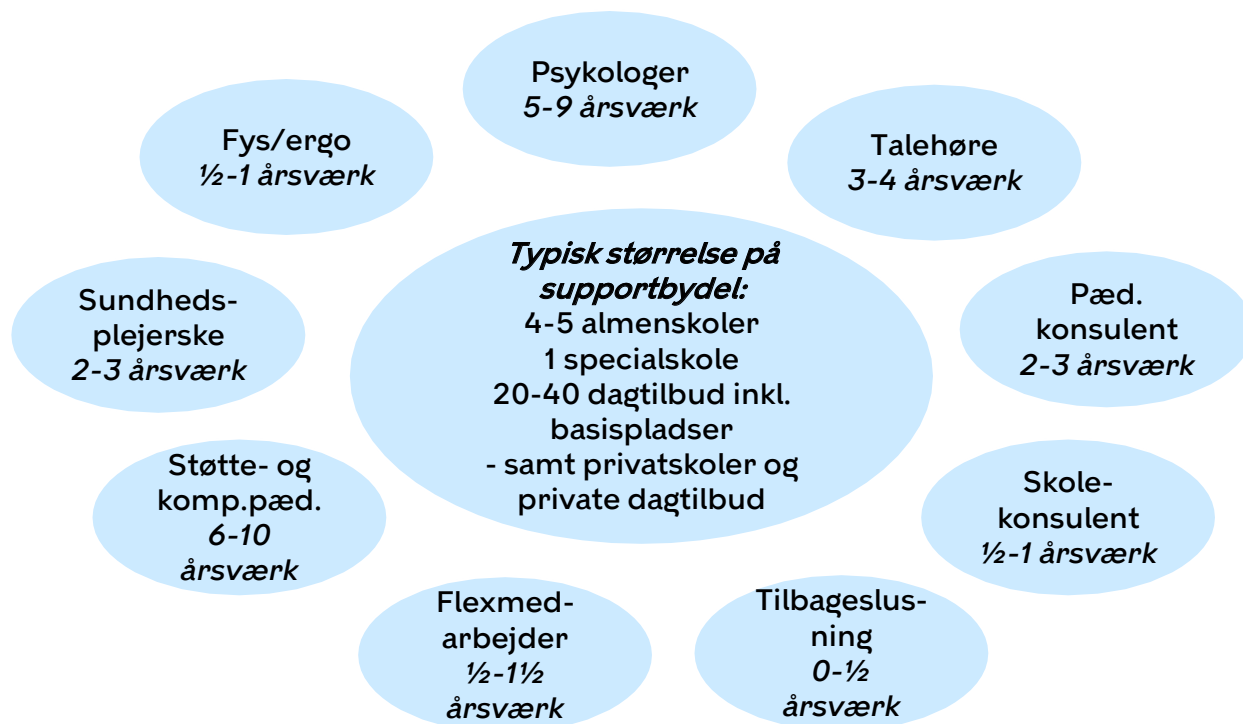 Psykologer
5-9 årsværk
Fys/ergo
½-1 årsværk
Talehøre
3-4 årsværk
Typisk størrelse på
supportbydel:
4-5 almenskoler
1 specialskole
20-40 dagtilbud inkl.
basispladser
- samt privatskoler og
private dagtilbud
Sundheds-
plejerske
2-3 årsværk
Pæd.
konsulent
2-3 årsværk
Støtte- og
komp.pæd.
6-10
årsværk
Skole-
konsulent
½-1 årsværk
Flexmed-
arbejder
½-1½
årsværk
Tilbageslus-
ning
0-½
årsværk